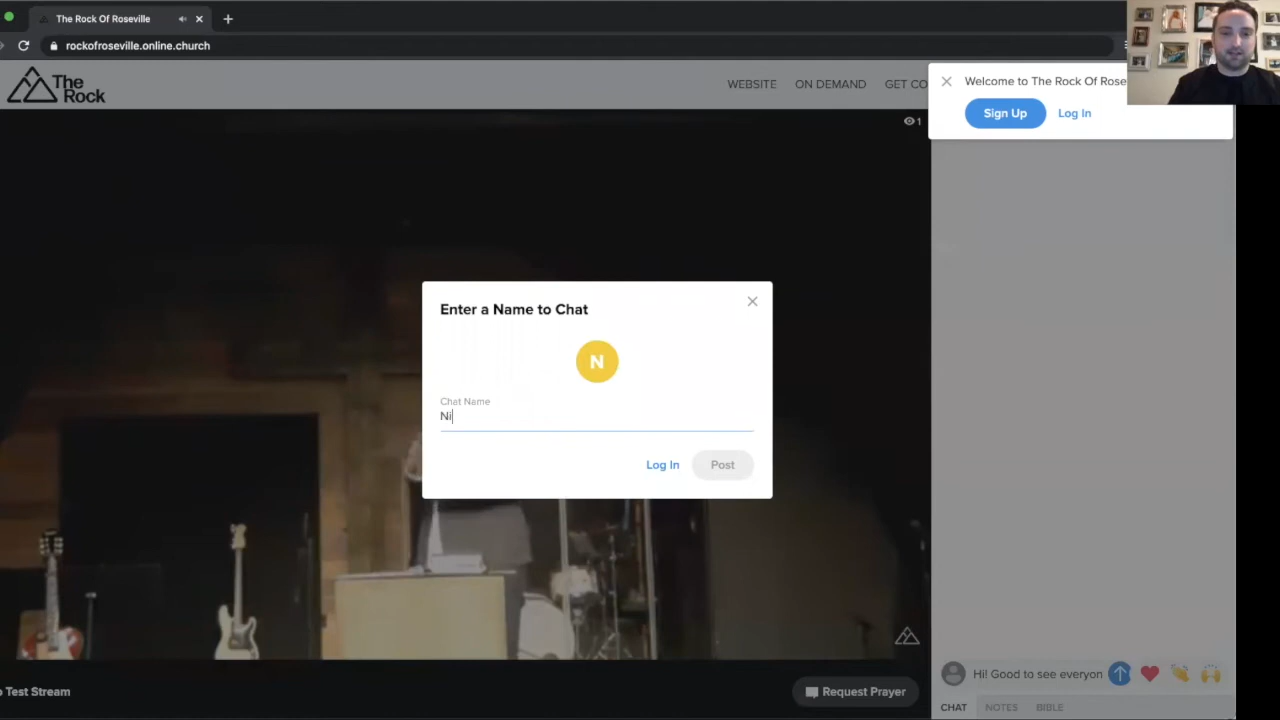 The Rock Of Roseville
rockofroseville.online.church
The Rock
WEBSITE ON DEMAND GET CO
Welcome to The Rock Of Rose
Sign Up Log In
1
Enter a Name to Chat
N
Chat Name
Ni
Log In Post
Hi! Good to see everyon
Test Stream
Request Prayer
CHAT NOTES BIBLE